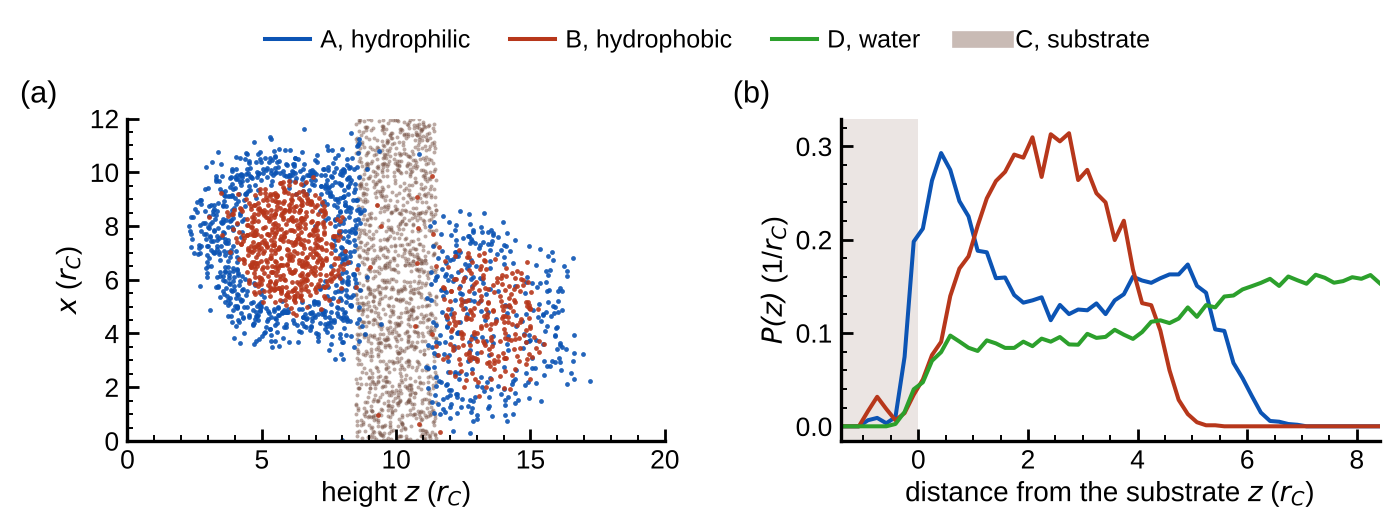 A, hydrophilic B, hydrophobic D, water C, substrate
(a)
12
10
8
6
4
2
0
x (r_C)
0 5 10 15 20
height z (r_C)
(b)
0.3
0.2
0.1
0.0
P(z) (1/r_C)
0 2 4 6 8
distance from the substrate z (r_C)